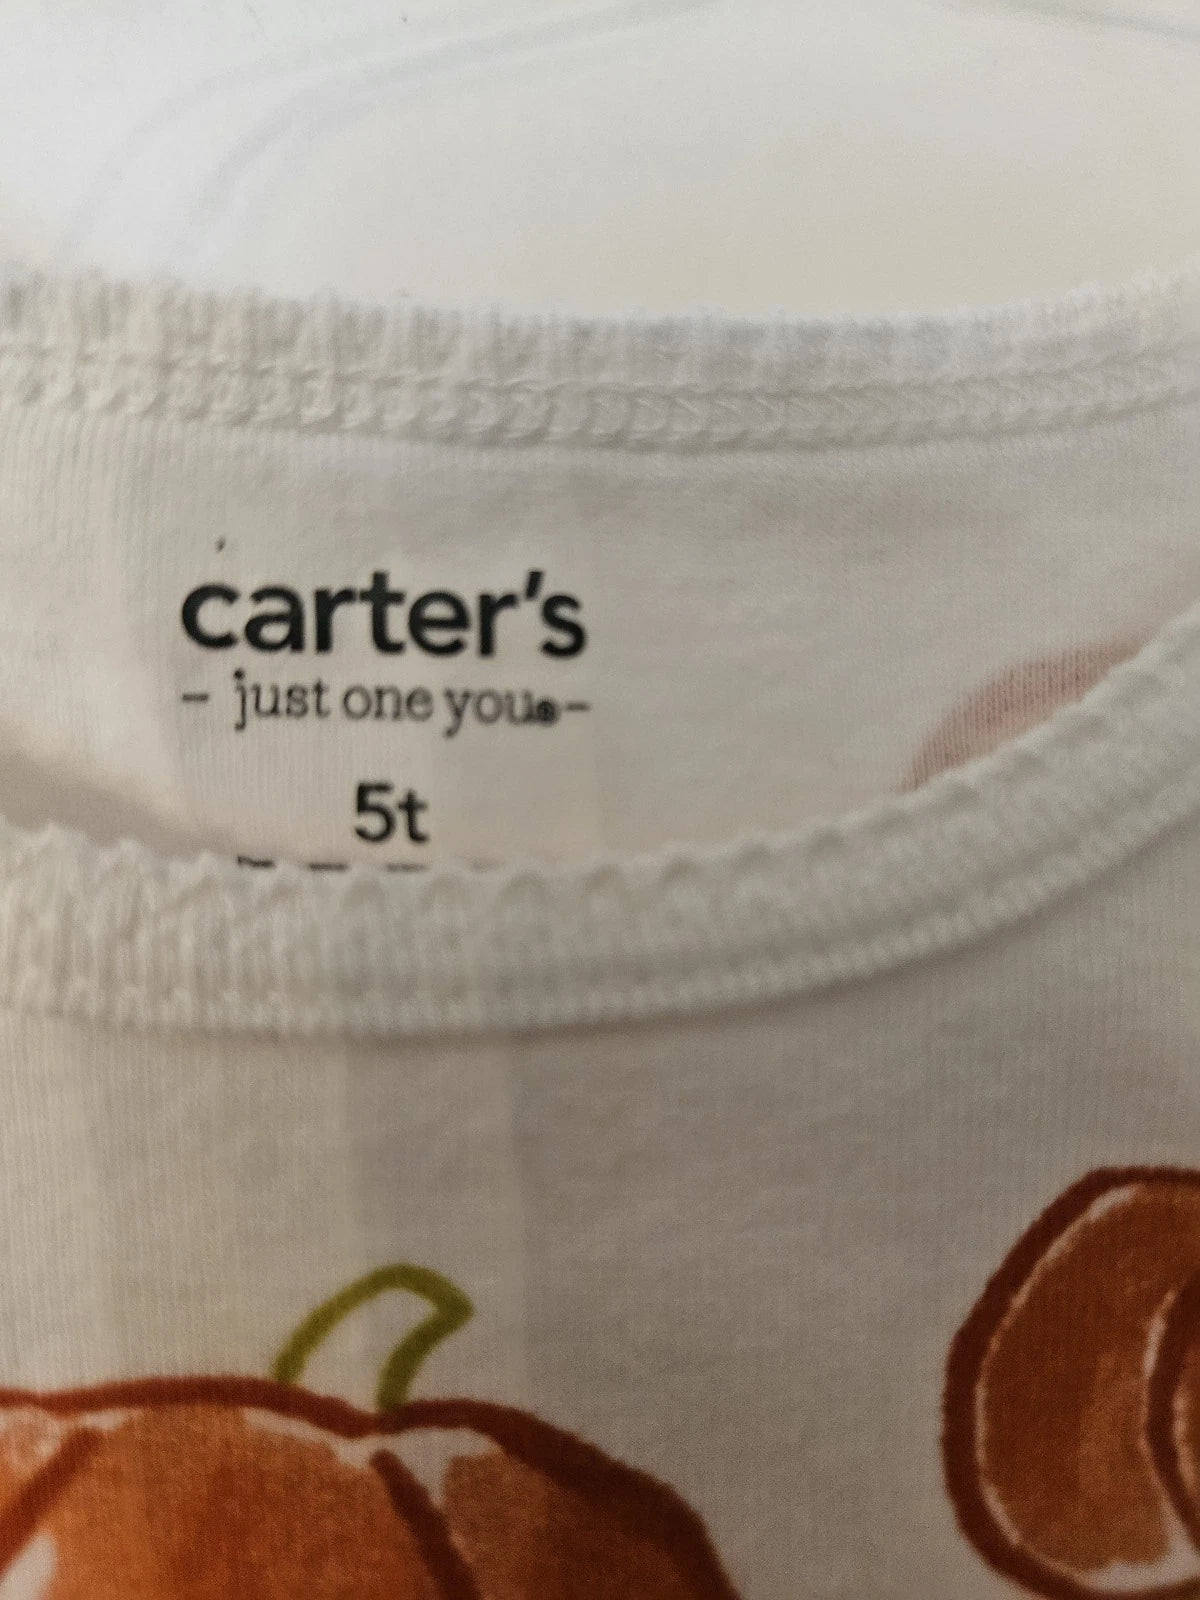 carter's
- just one you® -
5t